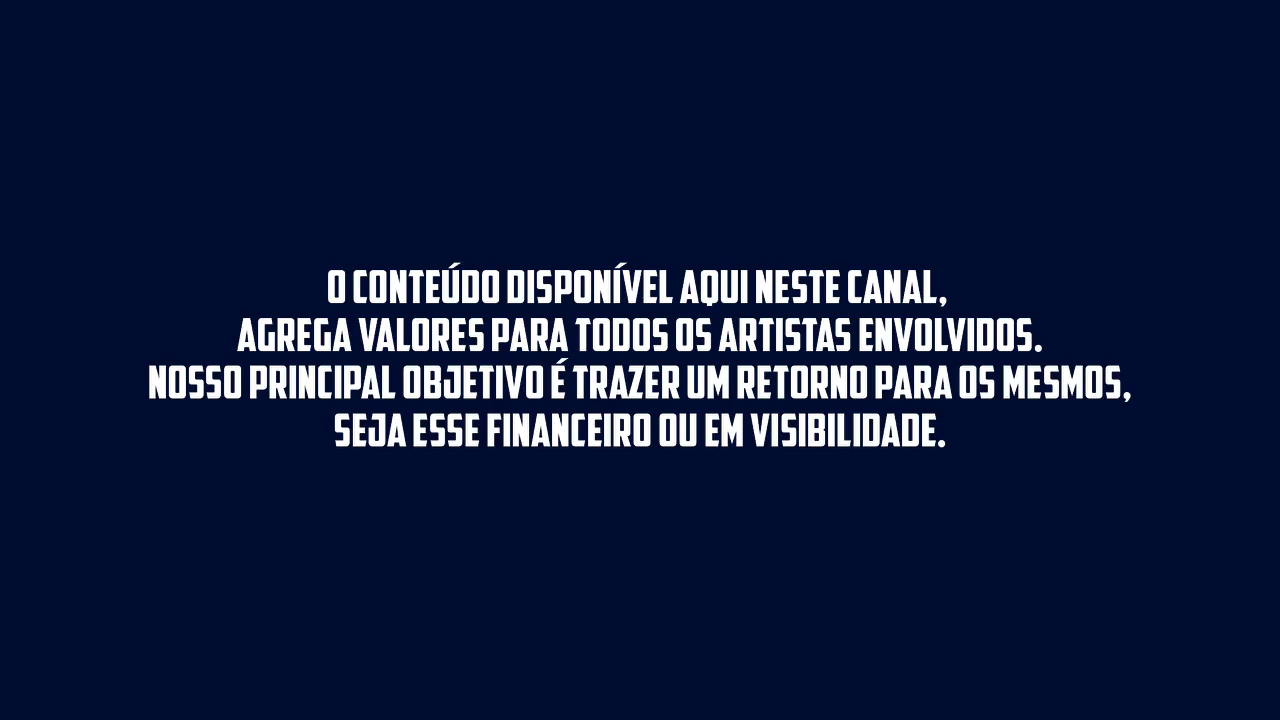 O CONTEÚDO DISPONÍVEL AQUI NESTE CANAL,
AGREGA VALORES PARA TODOS OS ARTISTAS ENVOLVIDOS.
NOSSO PRINCIPAL OBJETIVO É TRAZER UM RETORNO PARA OS MESMOS,
SEJA ESSE FINANCEIRO OU EM VISIBILIDADE.